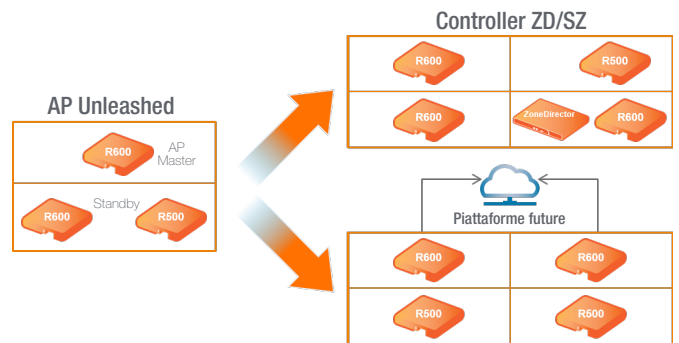 Controller ZD/SZ
R600
R500
R600
ZoneDirector
R600
AP Unleashed
R600
AP
Master
R600
Standby
R500
Piattaforme future
R600
R600
R500
R500